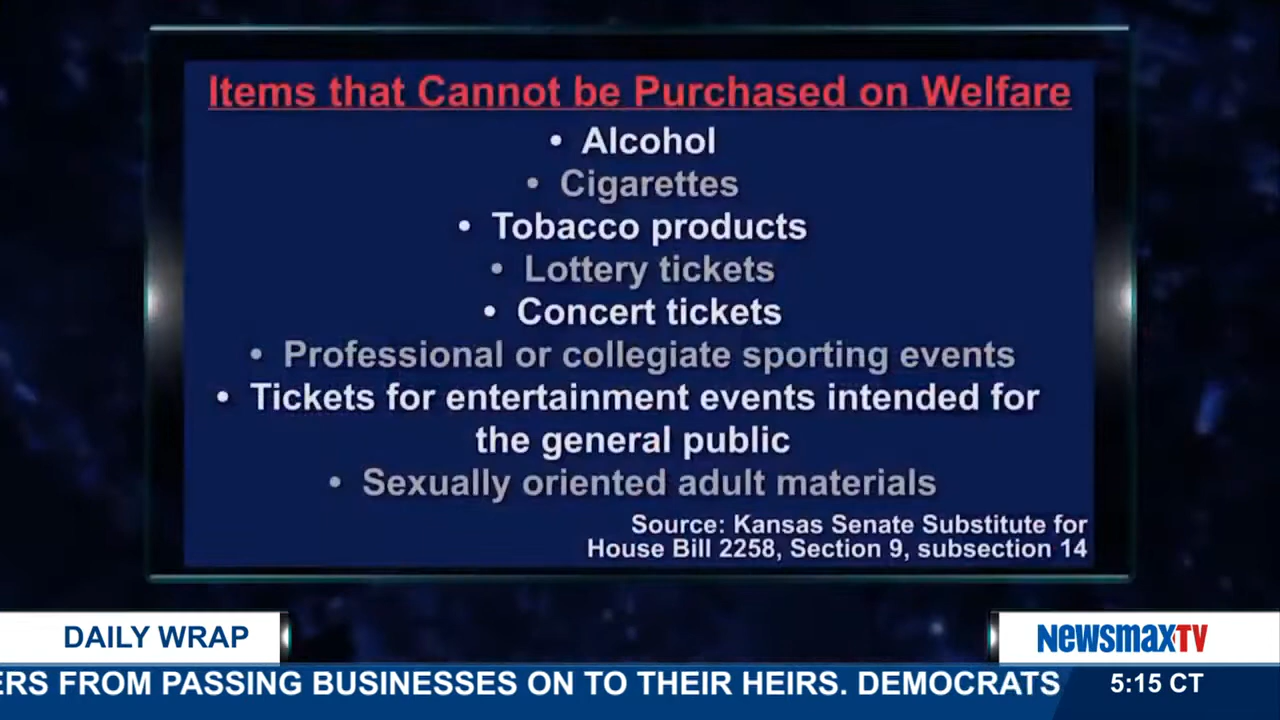 Items that Cannot be Purchased on Welfare
• Alcohol
• Cigarettes
• Tobacco products
• Lottery tickets
• Concert tickets
• Professional or collegiate sporting events
• Tickets for entertainment events intended for
the general public
• Sexually oriented adult materials
Source: Kansas Senate Substitute for
House Bill 2258, Section 9, subsection 14
DAILY WRAP
NEWSMAXTV
ERS FROM PASSING BUSINESSES ON TO THEIR HEIRS. DEMOCRATS
5:15 CT